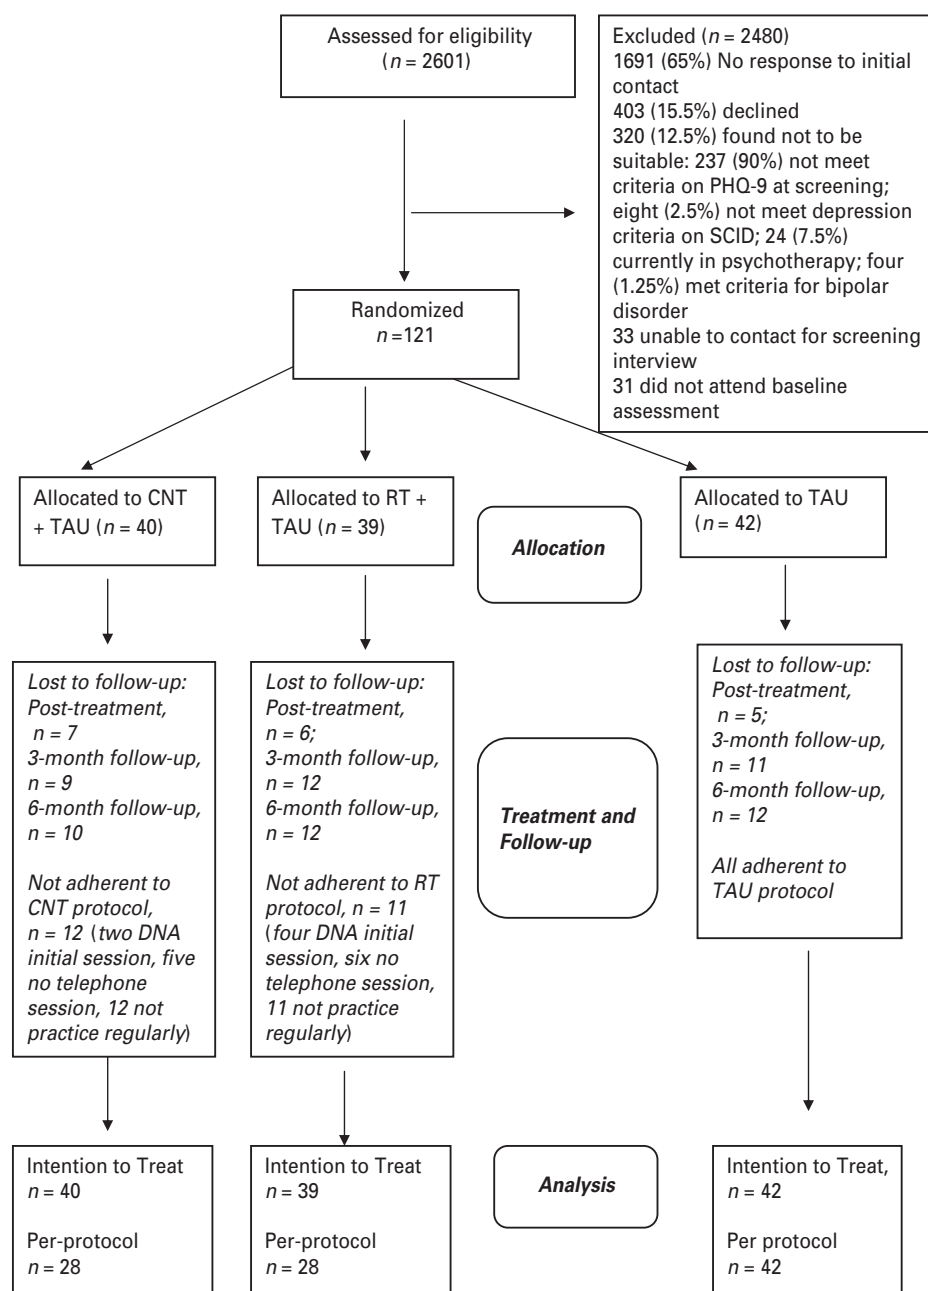 Assessed for eligibility
(n = 2601)
Excluded (n = 2480)
1691 (65%) No response to initial
contact
403 (15.5%) declined
320 (12.5%) found not to be
suitable: 237 (90%) not meet
criteria on PHQ-9 at screening;
eight (2.5%) not meet depression
criteria on SCID; 24 (7.5%)
currently in psychotherapy; four
(1.25%) met criteria for bipolar
disorder
33 unable to contact for screening
interview
31 did not attend baseline
assessment
Randomized
n =121
Allocated to CNT
+ TAU (n = 40)
Allocated to RT +
TAU (n = 39)
Allocated to TAU
(n = 42)
Allocation
Lost to follow-up:
Post-treatment,
n = 7
3-month follow-up,
n = 9
6-month follow-up,
n = 10
Not adherent to
CNT protocol,
n = 12 (two DNA
initial session, five
no telephone
session, 12 not
practice regularly)
Lost to follow-up:
Post-treatment,
n = 6;
3-month follow-up,
n = 12
6-month follow-up,
n = 12
Not adherent to RT
protocol, n = 11
(four DNA initial
session, six no
telephone session,
11 not practice
regularly)
Treatment and
Follow-up
Lost to follow-up:
Post-treatment,
n = 5;
3-month follow-up,
n = 11
6-month follow-up,
n = 12
All adherent to
TAU protocol
Intention to Treat
n = 40
Per-protocol
n = 28
Intention to Treat
n = 39
Per-protocol
n = 28
Analysis
Intention to Treat,
n = 42
Per protocol
n = 42